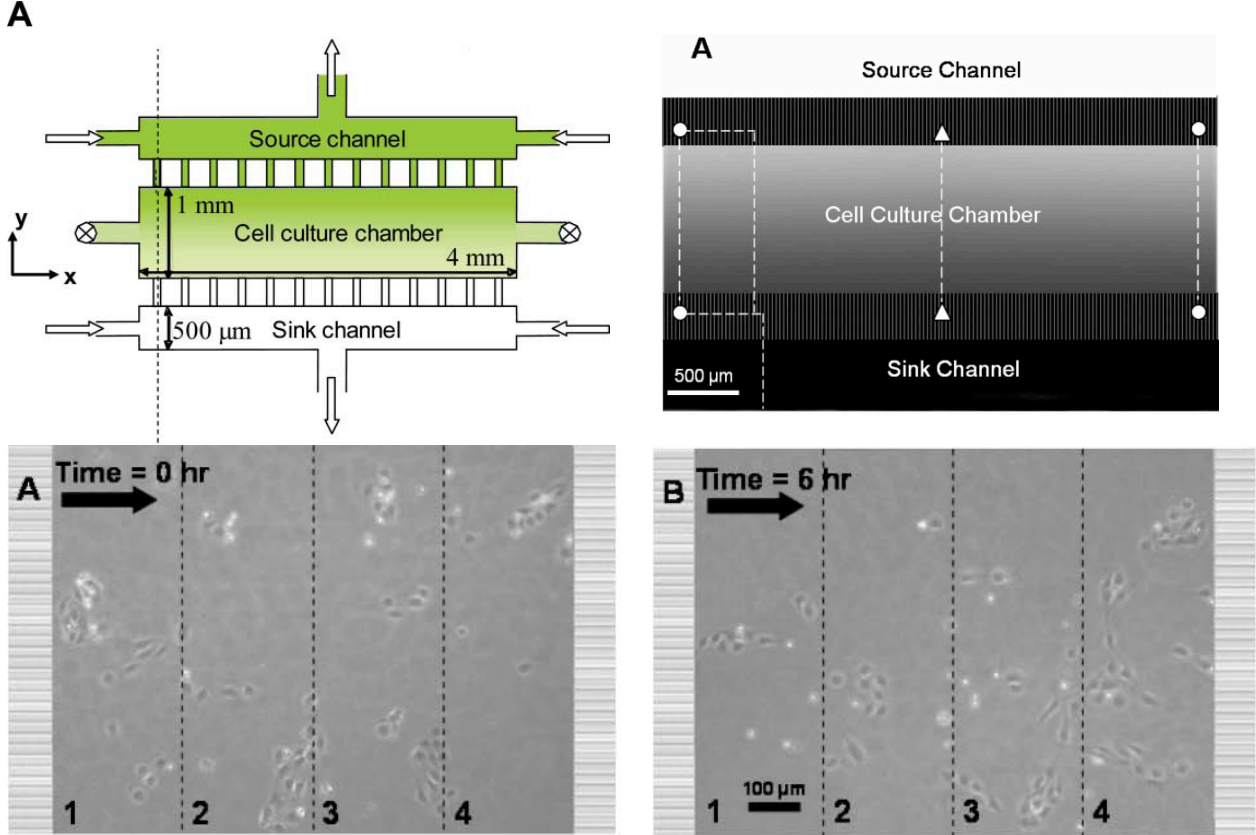 A
Source channel
1 mm
Cell culture chamber
4 mm
y
x
500 µm
Sink channel
A
Source Channel
Cell Culture Chamber
500 µm
Sink Channel
A
Time = 0 hr
1
2
3
4
B
Time = 6 hr
100 µm
1
2
3
4